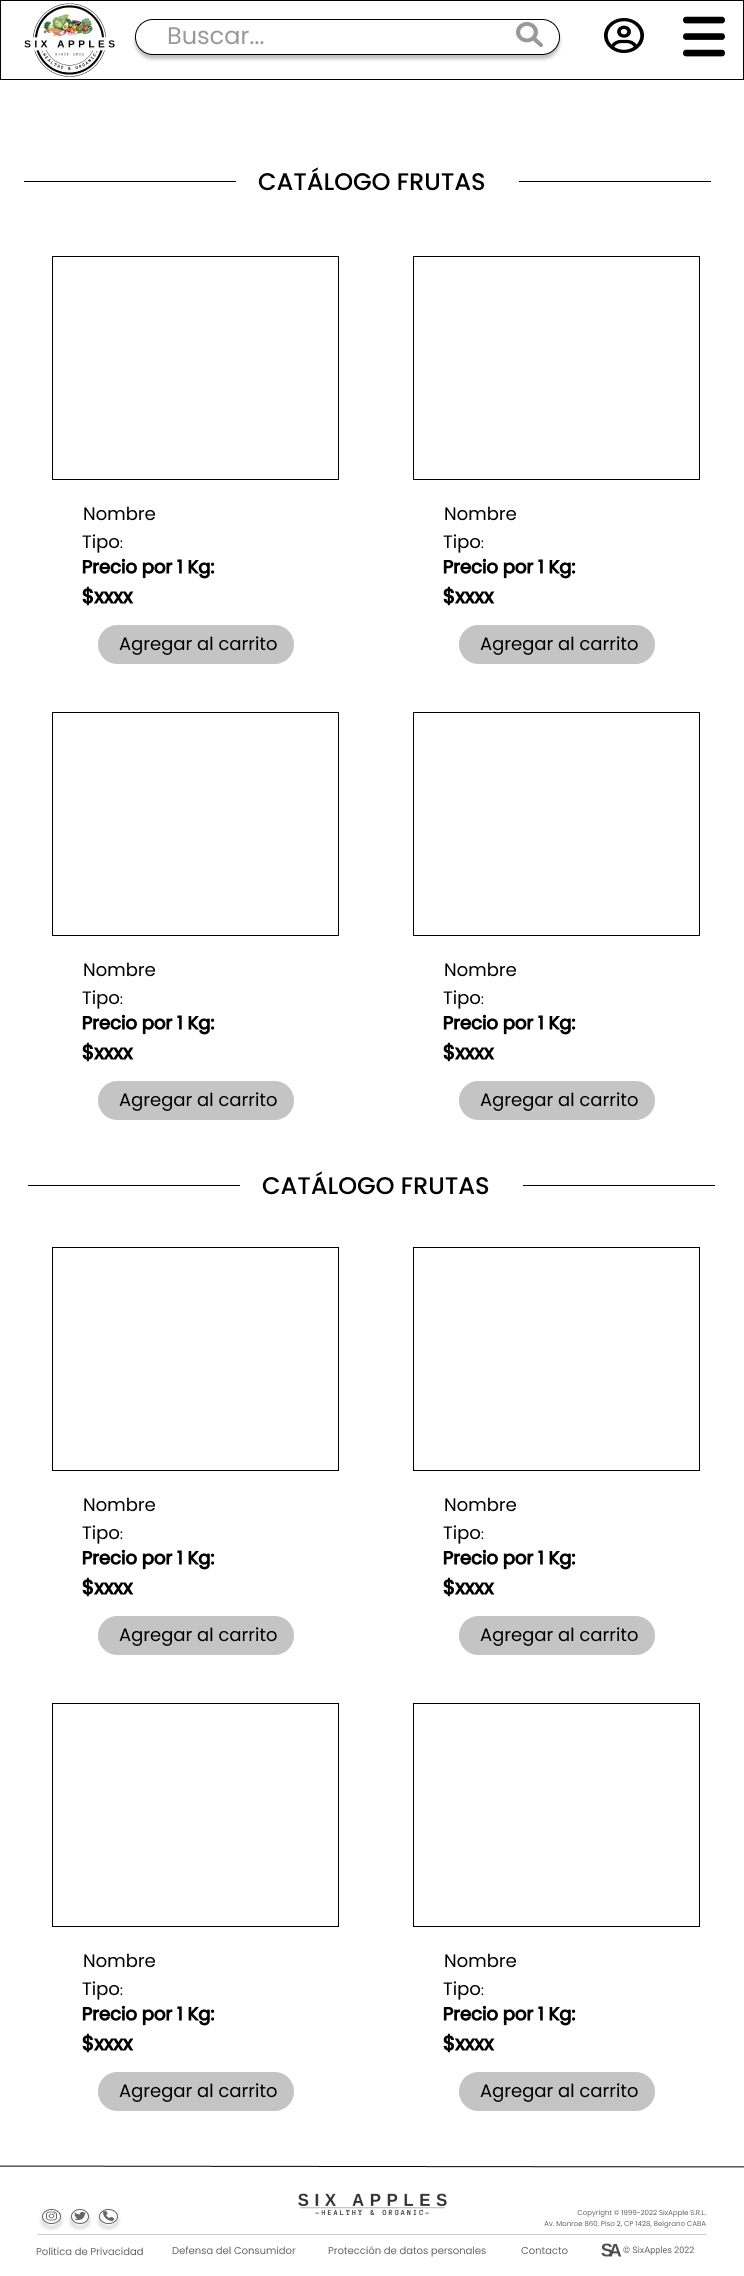 SIX APPLES
SINCE 2022
HEALTHY & ORGANIC
Buscar...
CATÁLOGO FRUTAS
Nombre
Tipo:
Precio por 1 Kg:
$xxxx
Agregar al carrito
Nombre
Tipo:
Precio por 1 Kg:
$xxxx
Agregar al carrito
Nombre
Tipo:
Precio por 1 Kg:
$xxxx
Agregar al carrito
Nombre
Tipo:
Precio por 1 Kg:
$xxxx
Agregar al carrito
CATÁLOGO FRUTAS
Nombre
Tipo:
Precio por 1 Kg:
$xxxx
Agregar al carrito
Nombre
Tipo:
Precio por 1 Kg:
$xxxx
Agregar al carrito
Nombre
Tipo:
Precio por 1 Kg:
$xxxx
Agregar al carrito
Nombre
Tipo:
Precio por 1 Kg:
$xxxx
Agregar al carrito
SIX APPLES
-HEALTHY & ORGANIC-
Copyright © 1999-2022 SixApple S.R.L.
Av. Monroe 860, Piso 2, CP 1428, Belgrano CABA
Política de Privacidad
Defensa del Consumidor
Protección de datos personales
Contacto
SA © SixApples 2022